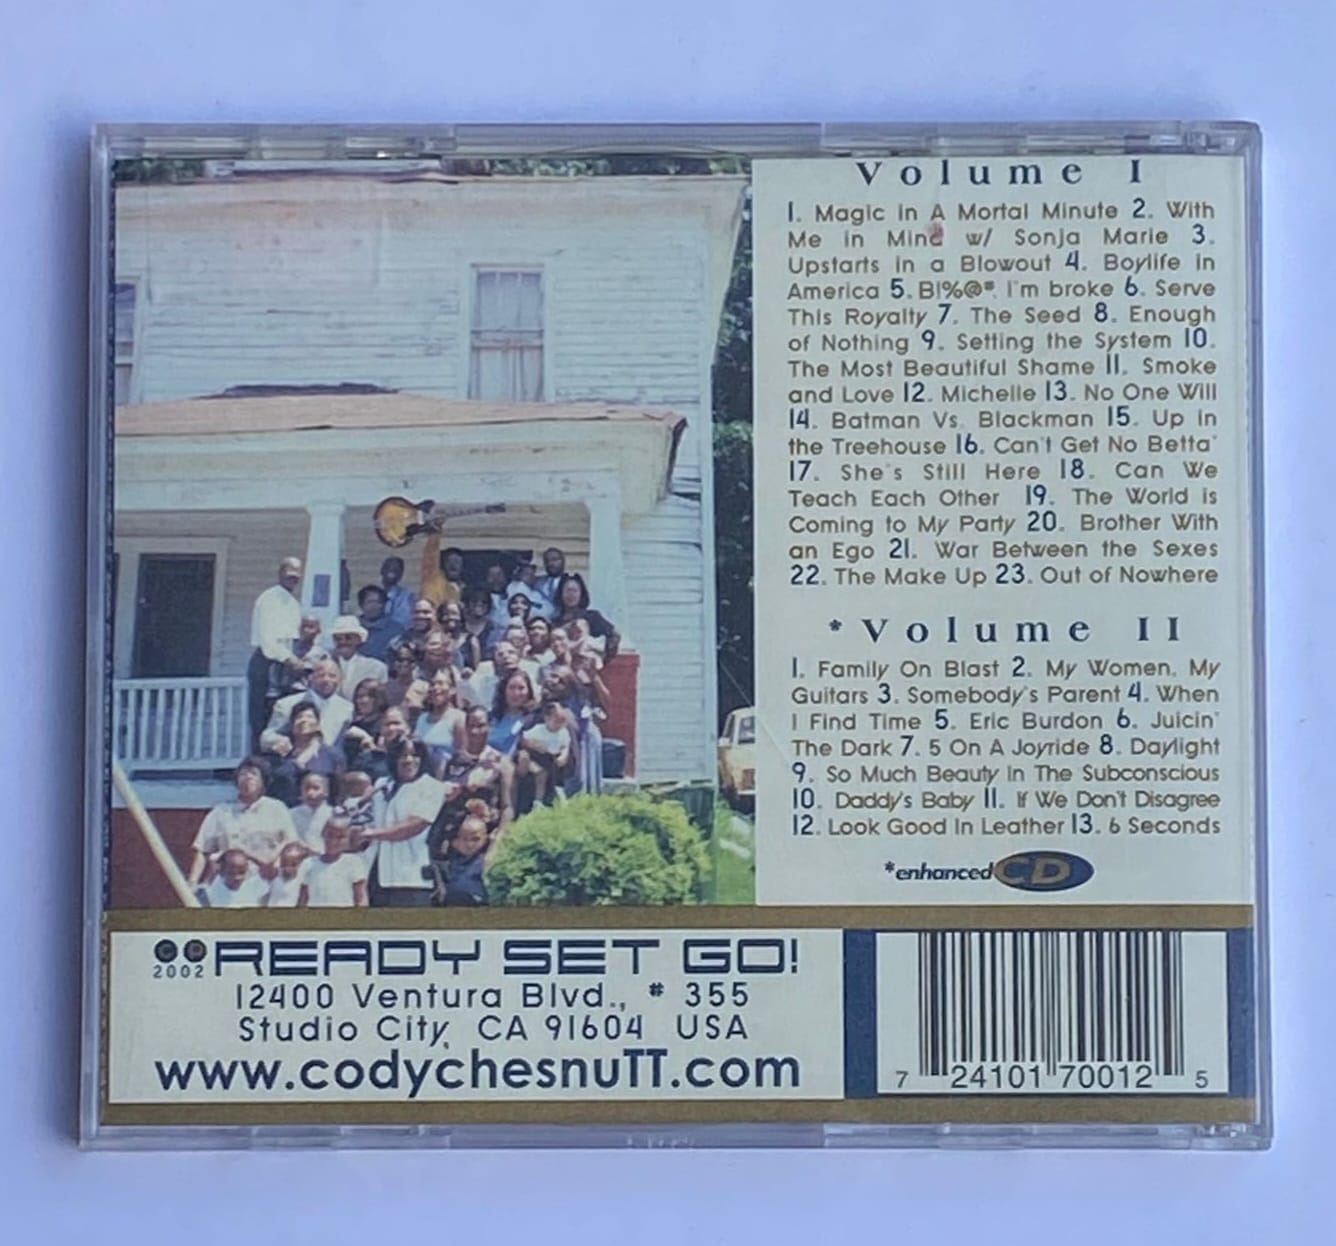 Volume I
1. Magic in A Mortal Minute 2. With
Me in Mind w/ Sonja Marie 3.
Upstarts in a Blowout 4. Boylife in
America 5. B!%@#. I'm broke 6. Serve
This Royalty 7. The Seed 8. Enough
of Nothing 9. Setting the System 10.
The Most Beautiful Shame 11. Smoke
and Love 12. Michelle 13. No One Will
14. Batman Vs. Blackman 15. Up in
the Treehouse 16. Can't Get No Betta'
17. She's Still Here 18. Can We
Teach Each Other 19. The World is
Coming to My Party 20. Brother With
an Ego 21. War Between the Sexes
22. The Make Up 23. Out of Nowhere
*Volume II
1. Family On Blast 2. My Women, My
Guitars 3. Somebody's Parent 4. When
I Find Time 5. Eric Burdon 6. Juicin'
The Dark 7. 5 On A Joyride 8. Daylight
9. So Much Beauty In The Subconscious
10. Daddy's Baby 11. If We Don't Disagree
12. Look Good In Leather 13. 6 Seconds
*enhanced CD
©℗ 2002 READY SET GO!
12400 Ventura Blvd., # 355
Studio City, CA 91604 USA
www.codychesnuTT.com
7 24101 70012 5